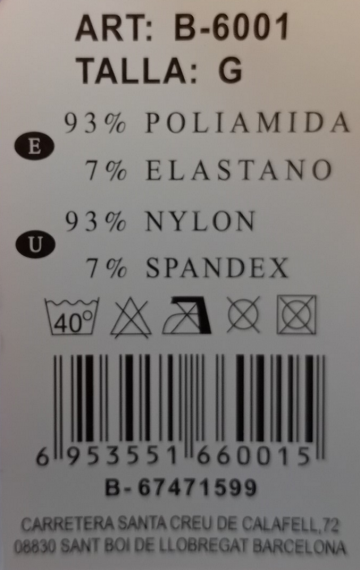 ART: B-6001
TALLA: G
E 93% POLIAMIDA
7% ELASTANO
U 93% NYLON
7% SPANDEX
40°
6 953551 660015
B-67471599
CARRETERA SANTA CREU DE CALAFELL,72
08830 SANT BOI DE LLOBREGAT BARCELONA